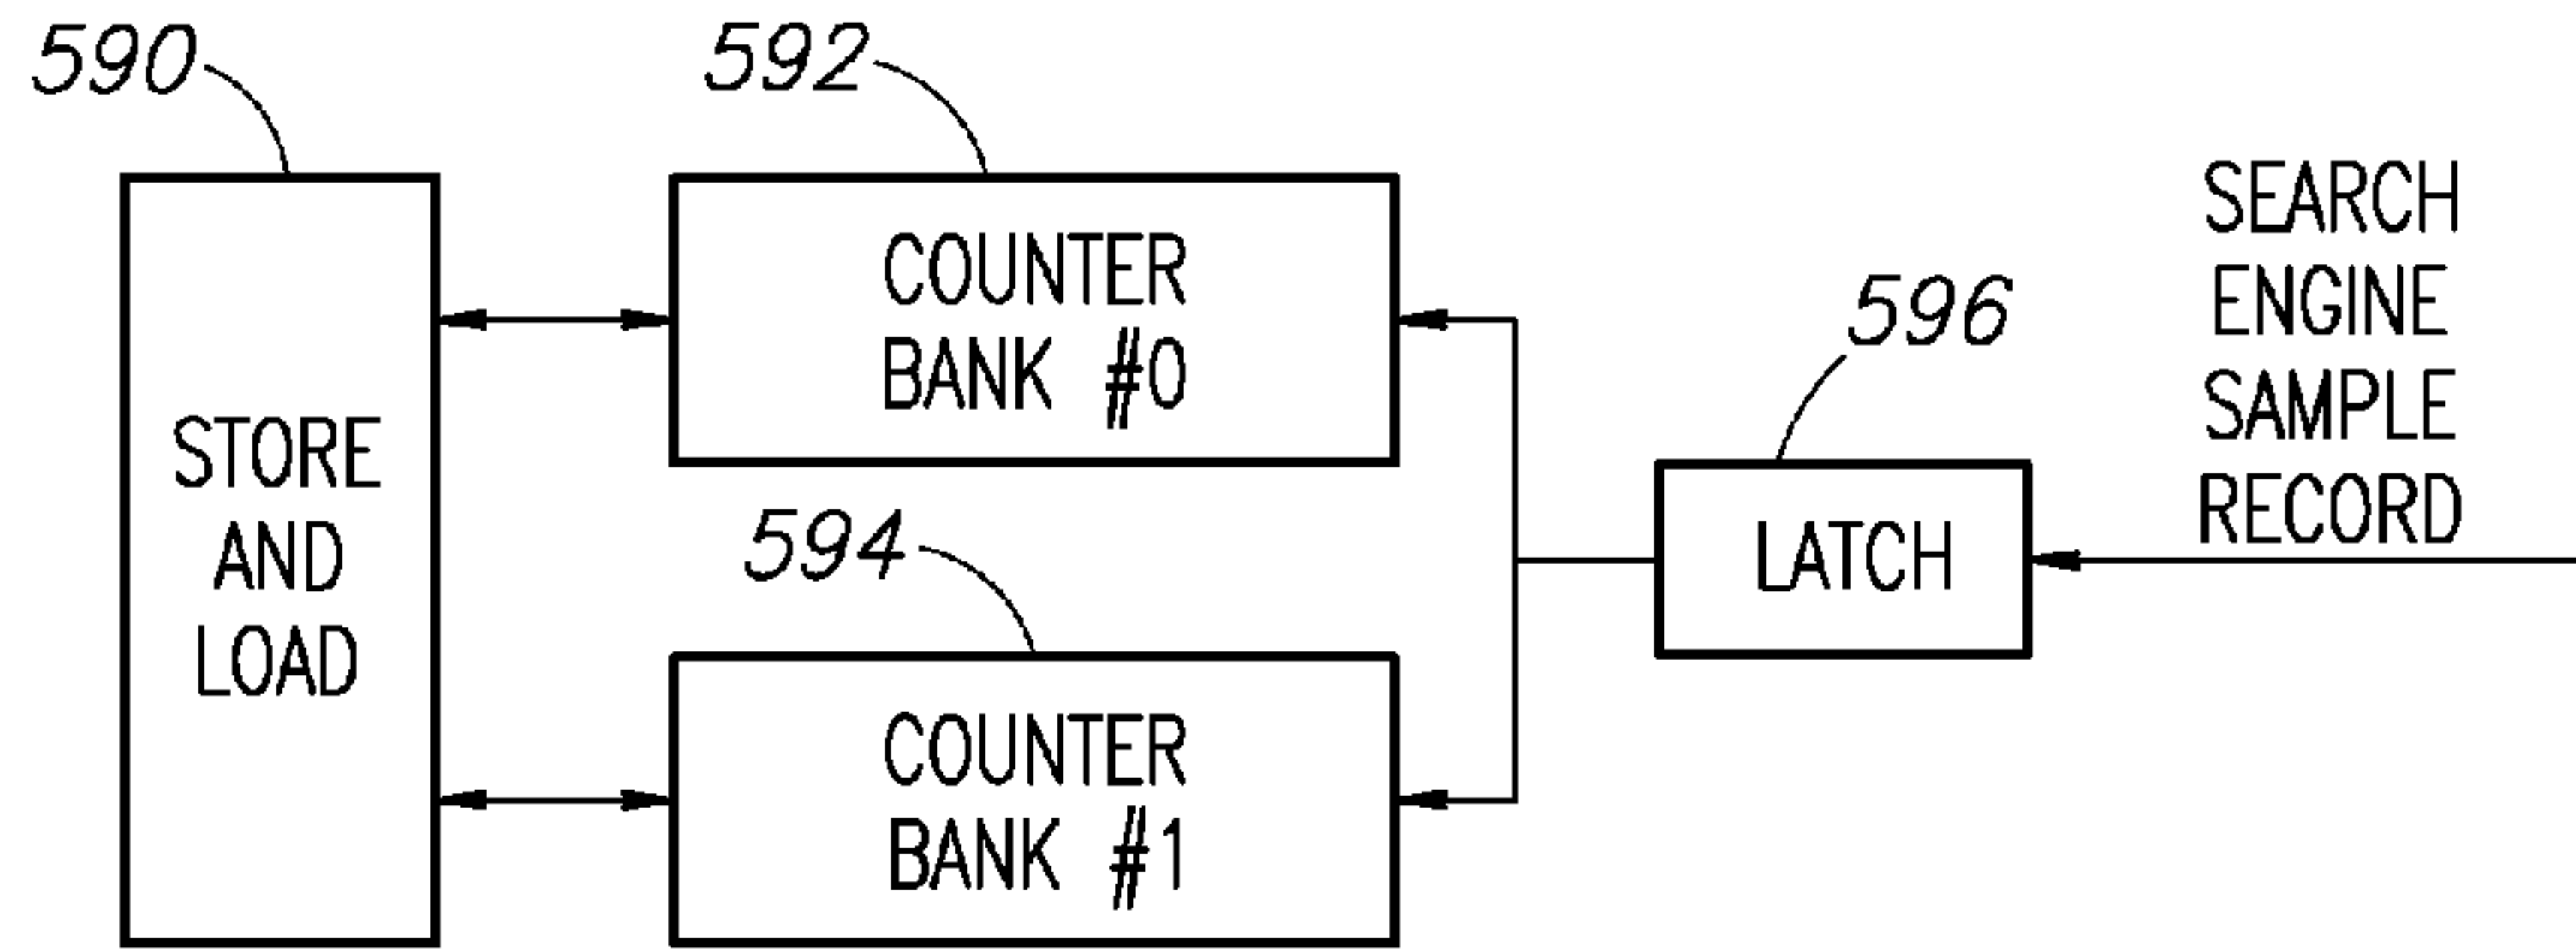 590
592
COUNTER
BANK #0
594
COUNTER
BANK #1
STORE
AND
LOAD
596
LATCH
SEARCH
ENGINE
SAMPLE
RECORD